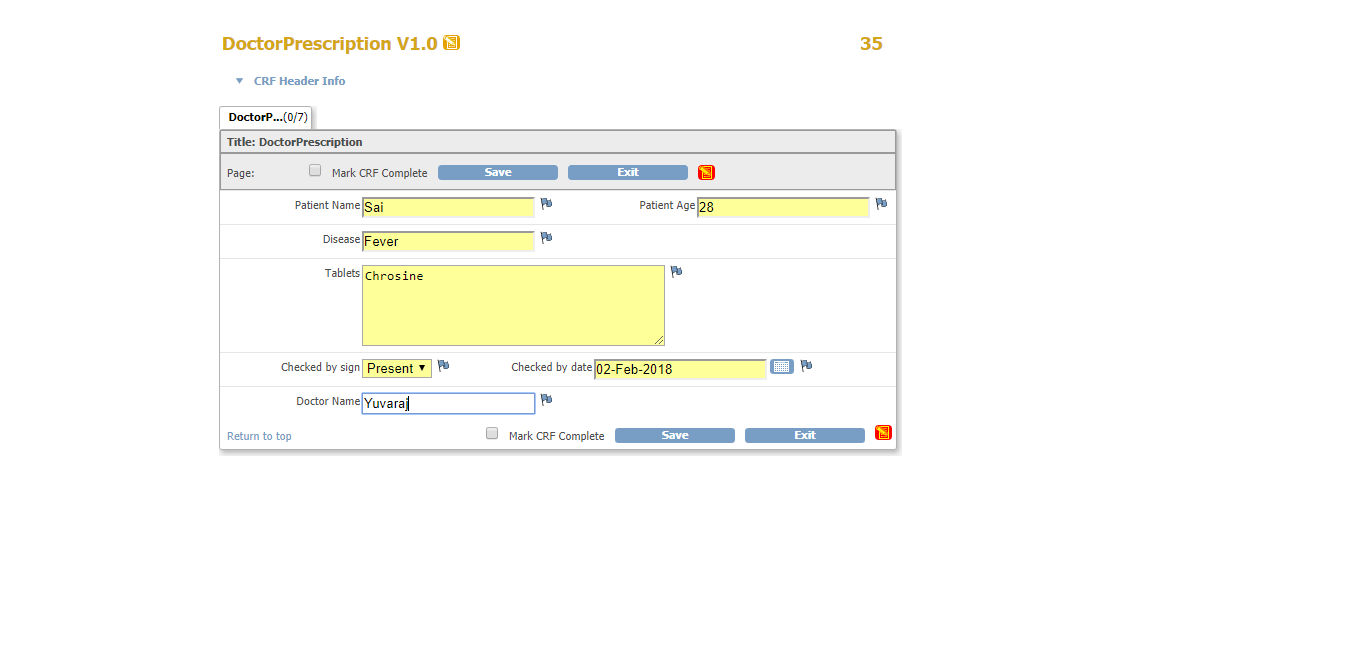 DoctorPrescription V1.0 35
CRF Header Info
DoctorP...(0/7)
Title: DoctorPrescription
Page: Mark CRF Complete Save Exit
Patient Name Sai Patient Age 28
Disease Fever
Tablets Chrosine
Checked by sign Present Checked by date 02-Feb-2018
Doctor Name Yuvaraj
Return to top Mark CRF Complete Save Exit